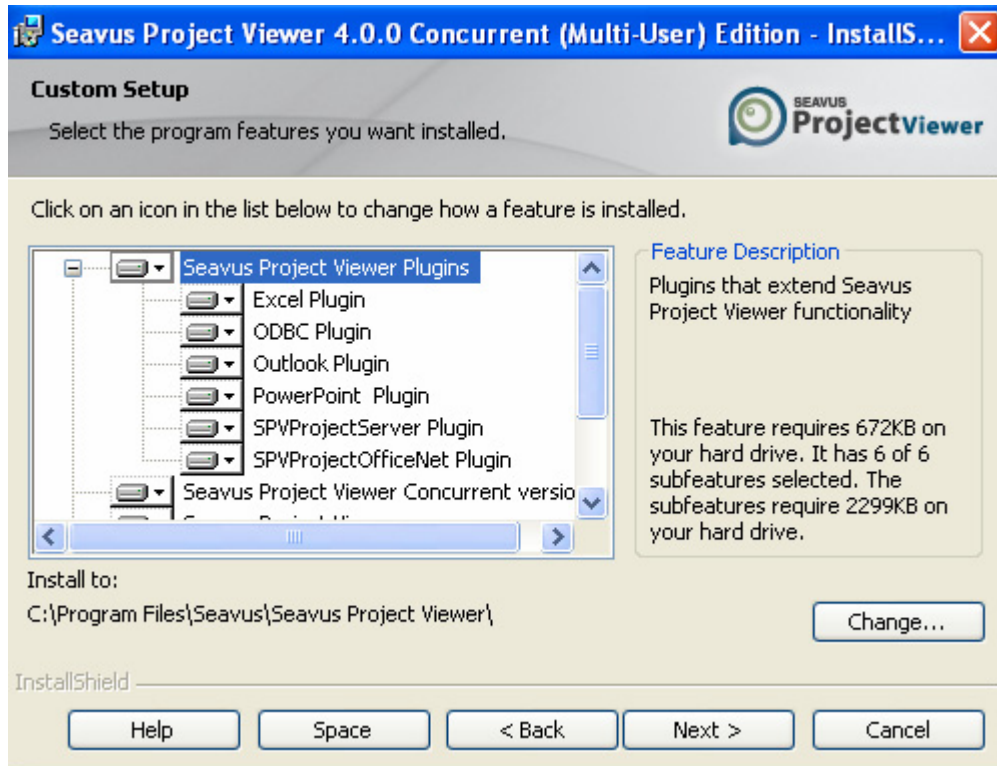 Seavus Project Viewer 4.0.0 Concurrent (Multi-User) Edition - InstallS...
Custom Setup
Select the program features you want installed.
SEAVUS
ProjectViewer
Click on an icon in the list below to change how a feature is installed.
Seavus Project Viewer Plugins
Excel Plugin
ODBC Plugin
Outlook Plugin
PowerPoint Plugin
SPVProjectServer Plugin
SPVProjectOfficeNet Plugin
Seavus Project Viewer Concurrent versio
Feature Description
Plugins that extend Seavus
Project Viewer functionality
This feature requires 672KB on
your hard drive. It has 6 of 6
subfeatures selected. The
subfeatures require 2299KB on
your hard drive.
Install to:
C:\Program Files\Seavus\Seavus Project Viewer\
Change...
InstallShield
Help
Space
< Back
Next >
Cancel